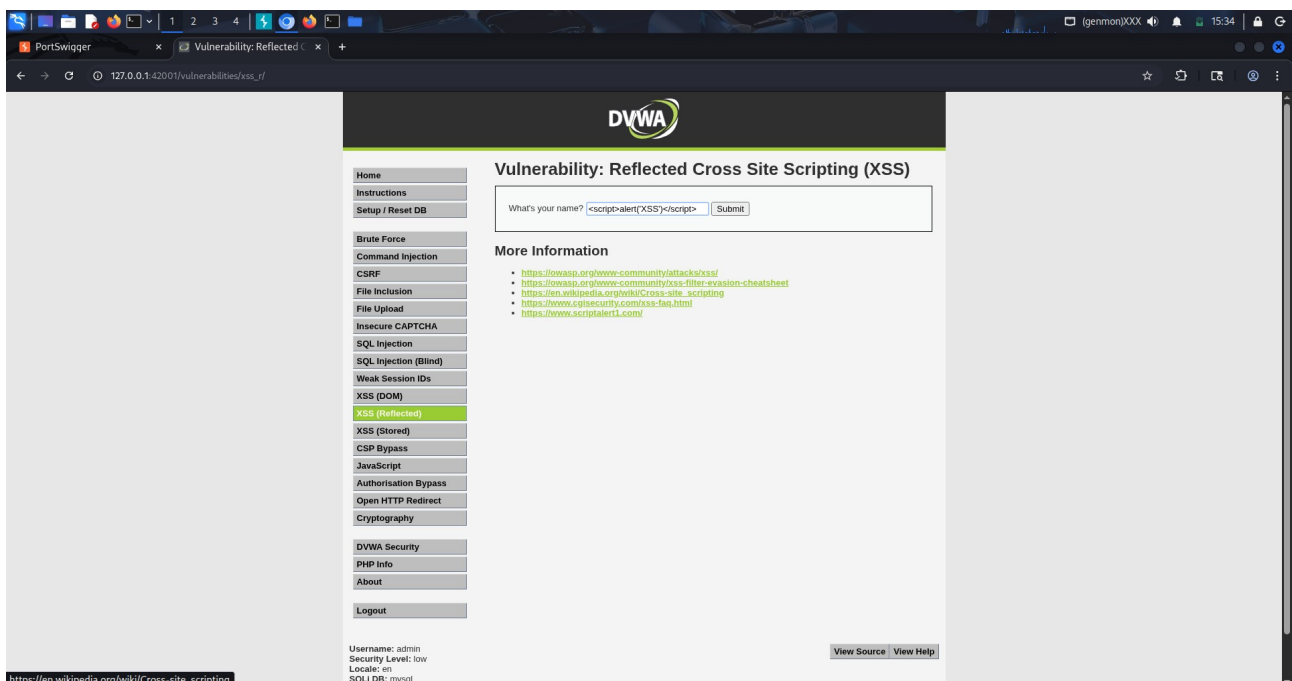 1 2 3 4
(genmon)XXX
15:34
PortSwigger
Vulnerability: Reflected C
127.0.0.1:42001/vulnerabilities/xss_r/
DVWA
Home
Instructions
Setup / Reset DB
Brute Force
Command Injection
CSRF
File Inclusion
File Upload
Insecure CAPTCHA
SQL Injection
SQL Injection (Blind)
Weak Session IDs
XSS (DOM)
XSS (Reflected)
XSS (Stored)
CSP Bypass
JavaScript
Authorisation Bypass
Open HTTP Redirect
Cryptography
DVWA Security
PHP Info
About
Logout
Vulnerability: Reflected Cross Site Scripting (XSS)
What's your name? <script>alert('XSS')</script> Submit
More Information
https://owasp.org/www-community/attacks/xss/
https://owasp.org/www-community/xss-filter-evasion-cheatsheet
https://en.wikipedia.org/wiki/Cross-site_scripting
https://www.cgisecurity.com/xss-faq.html
https://www.scriptalert1.com/
Username: admin
Security Level: low
Locale: en
SQLi DB: mysql
View Source View Help
https://en.wikipedia.org/wiki/Cross-site_scripting